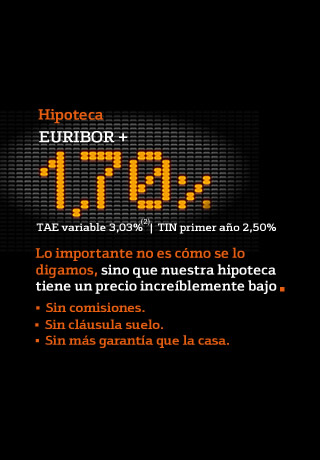 Hipoteca
EURIBOR +
1,70%
TAE variable 3,03%(2)| TIN primer año 2,50%
Lo importante no es cómo se lo
digamos, sino que nuestra hipoteca
tiene un precio increíblemente bajo.
▪ Sin comisiones.
▪ Sin cláusula suelo.
▪ Sin más garantía que la casa.